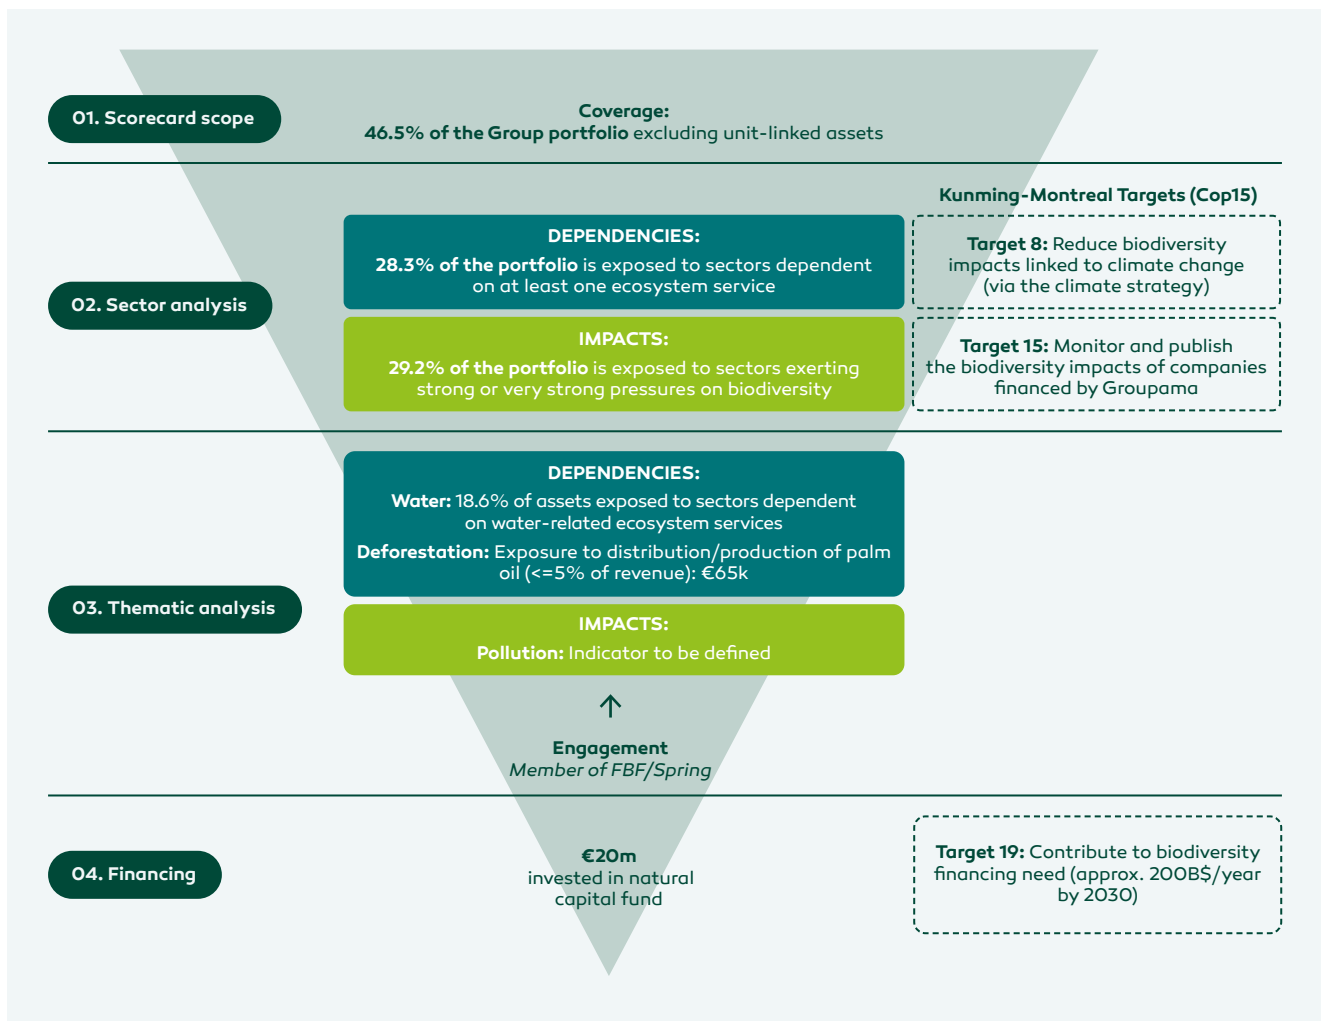 01. Scorecard scope
Coverage:
46.5% of the Group portfolio excluding unit-linked assets
Kunming-Montreal Targets (Cop15)
02. Sector analysis
DEPENDENCIES:
28.3% of the portfolio is exposed to sectors dependent
on at least one ecosystem service
Target 8: Reduce biodiversity
impacts linked to climate change
(via the climate strategy)
IMPACTS:
29.2% of the portfolio is exposed to sectors exerting
strong or very strong pressures on biodiversity
Target 15: Monitor and publish
the biodiversity impacts of companies
financed by Groupama
03. Thematic analysis
DEPENDENCIES:
Water: 18.6% of assets exposed to sectors dependent
on water-related ecosystem services
Deforestation: Exposure to distribution/production of palm
oil (<=5% of revenue): €65k
IMPACTS:
Pollution: Indicator to be defined
Engagement
Member of FBF/Spring
04. Financing
€20m
invested in natural
capital fund
Target 19: Contribute to biodiversity
financing need (approx. 200B$/year
by 2030)